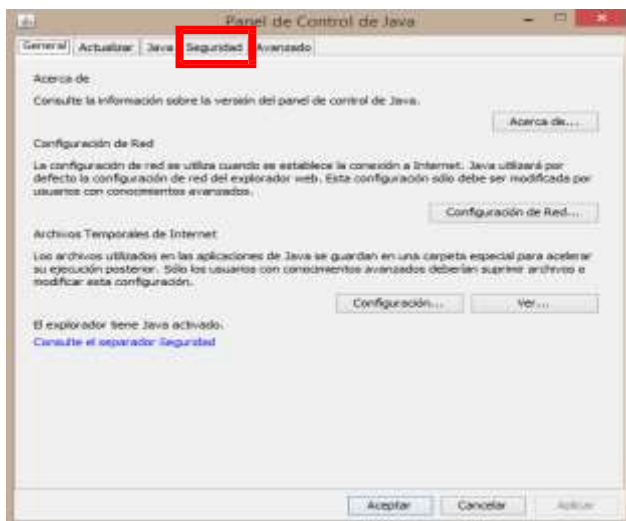 Panel de Control de Java
General Actualizar Java Seguridad Avanzado
Acerca de
Consulte la información sobre la versión del panel de control de Java.
Acerca de...
Configuración de Red
La configuración de red se utiliza cuando se establece la conexión a Internet. Java utilizará por
defecto la configuración de red del explorador web. Esta configuración sólo debe ser modificada por
usuarios con conocimientos avanzados.
Configuración de Red...
Archivos Temporales de Internet
Los archivos utilizados en las aplicaciones de Java se guardan en una carpeta especial para acelerar
su ejecución posterior. Sólo los usuarios con conocimientos avanzados deberían suprimir archivos o
modificar esta configuración.
Configuración... Ver...
El explorador tiene Java activado.
Consulte el separador Seguridad
Aceptar Cancelar Aplicar